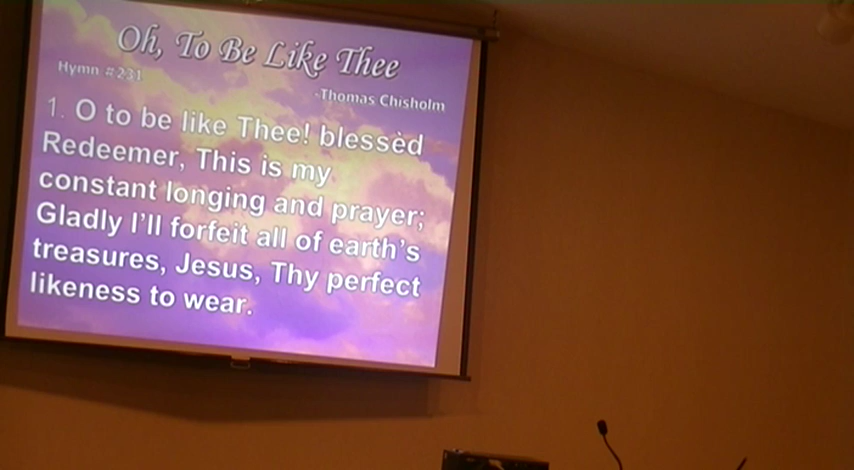 Oh, To Be Like Thee
Hymn #231
-Thomas Chisholm
1. O to be like Thee! blessèd
Redeemer, This is my
constant longing and prayer;
Gladly I'll forfeit all of earth's
treasures, Jesus, Thy perfect
likeness to wear.